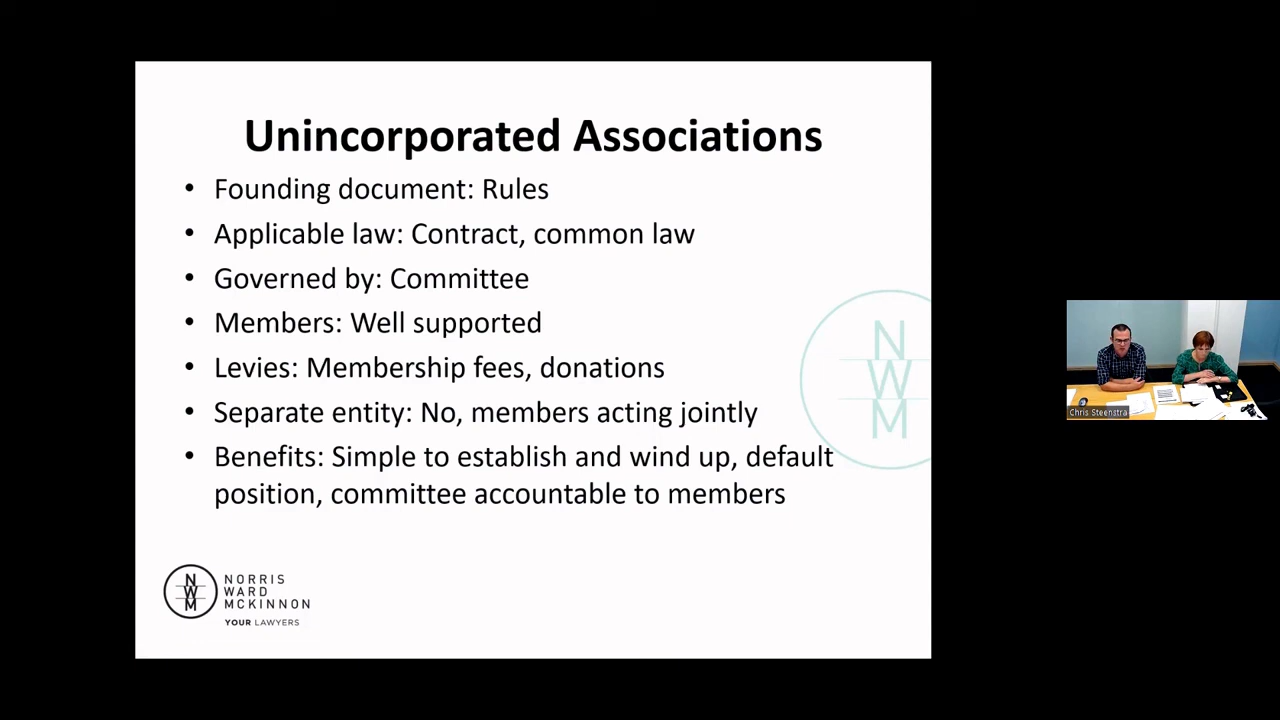 Unincorporated Associations
• Founding document: Rules
• Applicable law: Contract, common law
• Governed by: Committee
• Members: Well supported
• Levies: Membership fees, donations
• Separate entity: No, members acting jointly
• Benefits: Simple to establish and wind up, default
position, committee accountable to members
N
W
M
N
W
M
NORRIS
WARD
MCKINNON
YOUR LAWYERS
Chris Steenstra